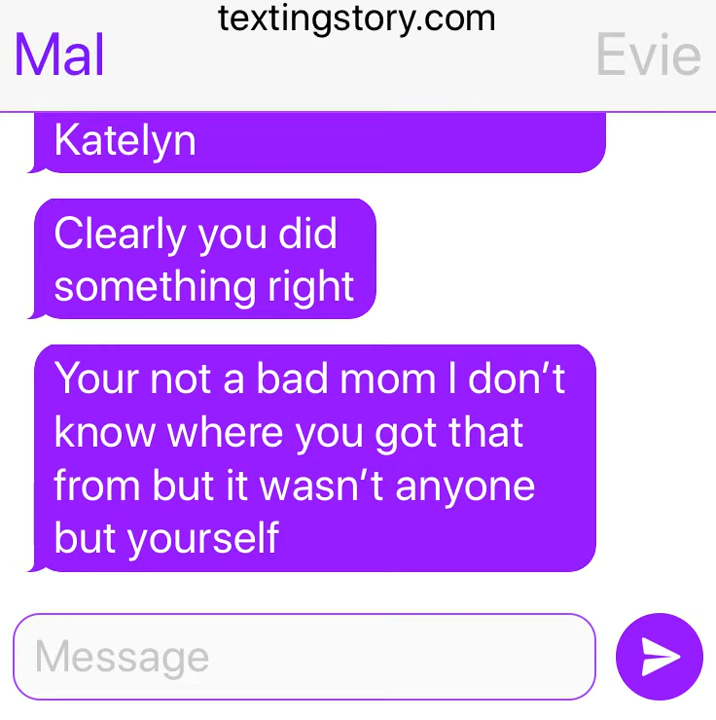 textingstory.com
Mal
Evie
Katelyn
Clearly you did
something right
Your not a bad mom I don't
know where you got that
from but it wasn't anyone
but yourself
Message